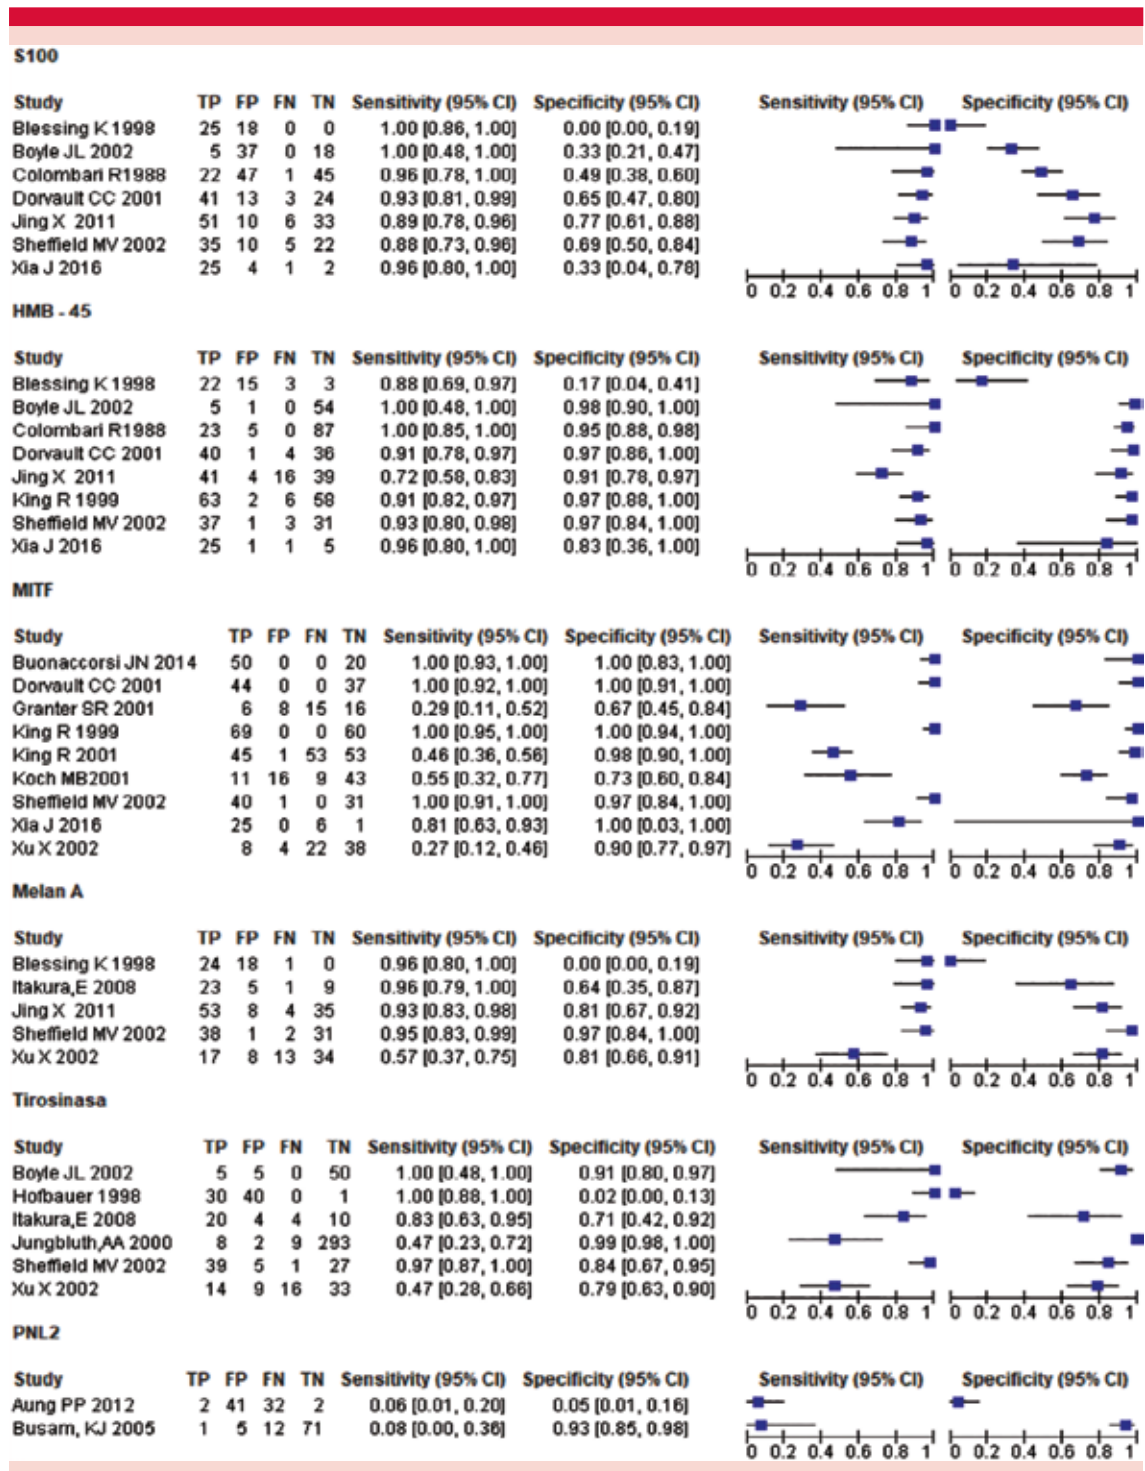 S100
Study TP FP FN TN Sensitivity (95% CI) Specificity (95% CI) Sensitivity (95% CI) Specificity (95% CI)
Blessing K 1998 25 18 0 0 1.00 [0.86, 1.00] 0.00 [0.00, 0.19]
Boyle JL 2002 5 37 0 18 1.00 [0.48, 1.00] 0.33 [0.21, 0.47]
Colombari R1988 22 47 1 45 0.96 [0.78, 1.00] 0.49 [0.38, 0.60]
Dorvault CC 2001 41 13 3 24 0.93 [0.81, 0.99] 0.65 [0.47, 0.80]
Jing X 2011 51 10 6 33 0.89 [0.78, 0.96] 0.77 [0.61, 0.88]
Sheffield MV 2002 35 10 5 22 0.88 [0.73, 0.96] 0.69 [0.50, 0.84]
Xia J 2016 25 4 1 2 0.96 [0.80, 1.00] 0.33 [0.04, 0.78]
0 0.2 0.4 0.6 0.8 1 0 0.2 0.4 0.6 0.8 1
HMB - 45
Study TP FP FN TN Sensitivity (95% CI) Specificity (95% CI) Sensitivity (95% CI) Specificity (95% CI)
Blessing K 1998 22 15 3 3 0.88 [0.69, 0.97] 0.17 [0.04, 0.41]
Boyle JL 2002 5 1 0 54 1.00 [0.48, 1.00] 0.98 [0.90, 1.00]
Colombari R1988 23 5 0 87 1.00 [0.85, 1.00] 0.95 [0.88, 0.98]
Dorvault CC 2001 40 1 4 36 0.91 [0.78, 0.97] 0.97 [0.86, 1.00]
Jing X 2011 41 4 16 39 0.72 [0.58, 0.83] 0.91 [0.78, 0.97]
King R 1999 63 2 6 58 0.91 [0.82, 0.97] 0.97 [0.88, 1.00]
Sheffield MV 2002 37 1 3 31 0.93 [0.80, 0.98] 0.97 [0.84, 1.00]
Xia J 2016 25 1 1 5 0.96 [0.80, 1.00] 0.83 [0.36, 1.00]
0 0.2 0.4 0.6 0.8 1 0 0.2 0.4 0.6 0.8 1
MITF
Study TP FP FN TN Sensitivity (95% CI) Specificity (95% CI) Sensitivity (95% CI) Specificity (95% CI)
Buonaccorsi JN 2014 50 0 0 20 1.00 [0.93, 1.00] 1.00 [0.83, 1.00]
Dorvault CC 2001 44 0 0 37 1.00 [0.92, 1.00] 1.00 [0.91, 1.00]
Granter SR 2001 6 8 15 16 0.29 [0.11, 0.52] 0.67 [0.45, 0.84]
King R 1999 69 0 0 60 1.00 [0.95, 1.00] 1.00 [0.94, 1.00]
King R 2001 45 1 53 53 0.46 [0.36, 0.56] 0.98 [0.90, 1.00]
Koch MB2001 11 16 9 43 0.55 [0.32, 0.77] 0.73 [0.60, 0.84]
Sheffield MV 2002 40 1 0 31 1.00 [0.91, 1.00] 0.97 [0.84, 1.00]
Xia J 2016 25 0 6 1 0.81 [0.63, 0.93] 1.00 [0.03, 1.00]
Xu X 2002 8 4 22 38 0.27 [0.12, 0.46] 0.90 [0.77, 0.97]
0 0.2 0.4 0.6 0.8 1 0 0.2 0.4 0.6 0.8 1
Melan A
Study TP FP FN TN Sensitivity (95% CI) Specificity (95% CI) Sensitivity (95% CI) Specificity (95% CI)
Blessing K 1998 24 18 1 0 0.96 [0.80, 1.00] 0.00 [0.00, 0.19]
Itakura,E 2008 23 5 1 9 0.96 [0.79, 1.00] 0.64 [0.35, 0.87]
Jing X 2011 53 8 4 35 0.93 [0.83, 0.98] 0.81 [0.67, 0.92]
Sheffield MV 2002 38 1 2 31 0.95 [0.83, 0.99] 0.97 [0.84, 1.00]
Xu X 2002 17 8 13 34 0.57 [0.37, 0.75] 0.81 [0.66, 0.91]
0 0.2 0.4 0.6 0.8 1 0 0.2 0.4 0.6 0.8 1
Tirosinasa
Study TP FP FN TN Sensitivity (95% CI) Specificity (95% CI) Sensitivity (95% CI) Specificity (95% CI)
Boyle JL 2002 5 5 0 50 1.00 [0.48, 1.00] 0.91 [0.80, 0.97]
Hofbauer 1998 30 40 0 1 1.00 [0.88, 1.00] 0.02 [0.00, 0.13]
Itakura,E 2008 20 4 4 10 0.83 [0.63, 0.95] 0.71 [0.42, 0.92]
Jungbluth,AA 2000 8 2 9 293 0.47 [0.23, 0.72] 0.99 [0.98, 1.00]
Sheffield MV 2002 39 5 1 27 0.97 [0.87, 1.00] 0.84 [0.67, 0.95]
Xu X 2002 14 9 16 33 0.47 [0.28, 0.66] 0.79 [0.63, 0.90]
0 0.2 0.4 0.6 0.8 1 0 0.2 0.4 0.6 0.8 1
PNL2
Study TP FP FN TN Sensitivity (95% CI) Specificity (95% CI) Sensitivity (95% CI) Specificity (95% CI)
Aung PP 2012 2 41 32 2 0.06 [0.01, 0.20] 0.05 [0.01, 0.16]
Busam, KJ 2005 1 5 12 71 0.08 [0.00, 0.36] 0.93 [0.85, 0.98]
0 0.2 0.4 0.6 0.8 1 0 0.2 0.4 0.6 0.8 1